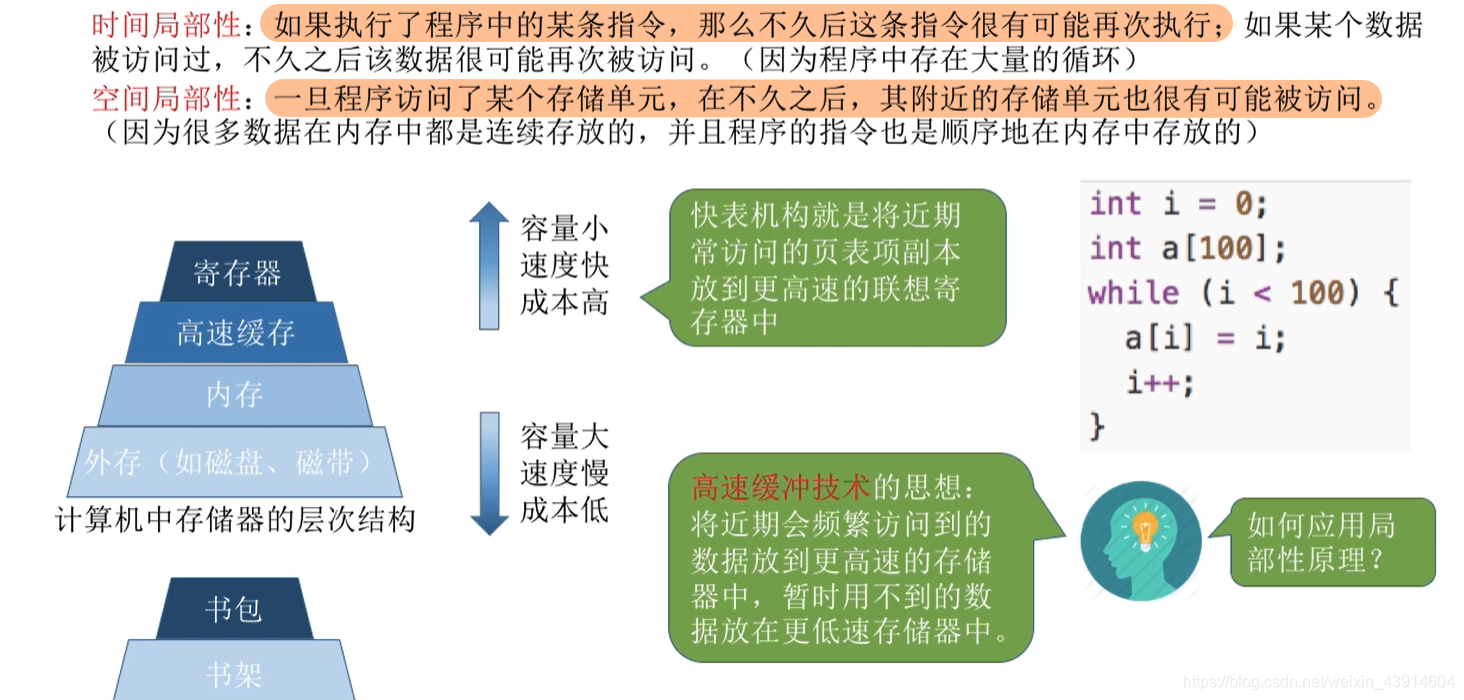 时间局部性：如果执行了程序中的某条指令，那么不久后这条指令很有可能再次执行；如果某个数据
被访问过，不久之后该数据很可能再次被访问。（因为程序中存在大量的循环）
空间局部性：一旦程序访问了某个存储单元，在不久之后，其附近的存储单元也很有可能被访问。
（因为很多数据在内存中都是连续存放的，并且程序的指令也是顺序地在内存中存放的）
寄存器
高速缓存
内存
外存（如磁盘、磁带）
计算机中存储器的层次结构
书包
书架
容量小
速度快
成本高
容量大
速度慢
成本低
快表机构就是将近期
常访问的页表项副本
放到更高速的联想寄
存器中
高速缓冲技术的思想：
将近期会频繁访问到的
数据放到更高速的存储
器中，暂时用不到的数
据放在更低速存储器中。
int i = 0;
int a[100];
while (i < 100) {
  a[i] = i;
  i++;
}
如何应用局
部性原理？
https://blog.csdn.net/weixin_43914604